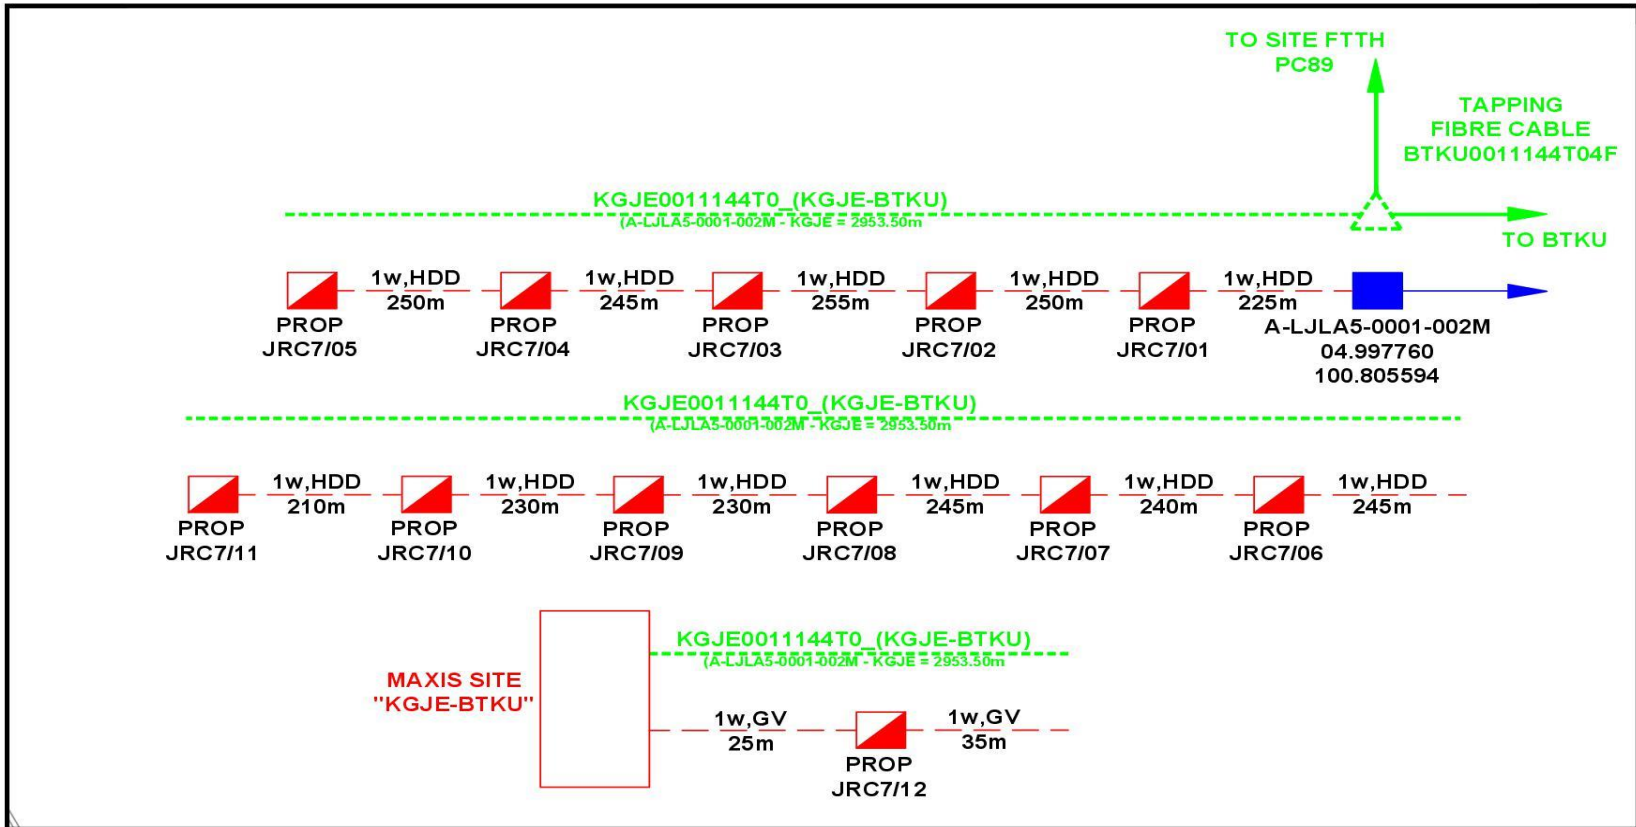 TO SITE FTTH
PC89
TAPPING
FIBRE CABLE
BTKU0011144T04F
KGJE0011144T0_(KGJE-BTKU)
(A-LJLA5-0001-002M - KGJE = 2953.50m
TO BTKU
1w,HDD 1w,HDD 1w,HDD 1w,HDD 1w,HDD
250m 245m 255m 250m 225m
PROP PROP PROP PROP PROP A-LJLA5-0001-002M
JRC7/05 JRC7/04 JRC7/03 JRC7/02 JRC7/01 04.997760
100.805594
KGJE0011144T0_(KGJE-BTKU)
(A-LJLA5-0001-002M - KGJE = 2953.50m
1w,HDD 1w,HDD 1w,HDD 1w,HDD 1w,HDD 1w,HDD
210m 230m 230m 245m 240m 245m
PROP PROP PROP PROP PROP PROP
JRC7/11 JRC7/10 JRC7/09 JRC7/08 JRC7/07 JRC7/06
KGJE0011144T0_(KGJE-BTKU)
(A-LJLA5-0001-002M - KGJE = 2953.50m
MAXIS SITE
"KGJE-BTKU"
1w,GV 1w,GV
25m 35m
PROP
JRC7/12